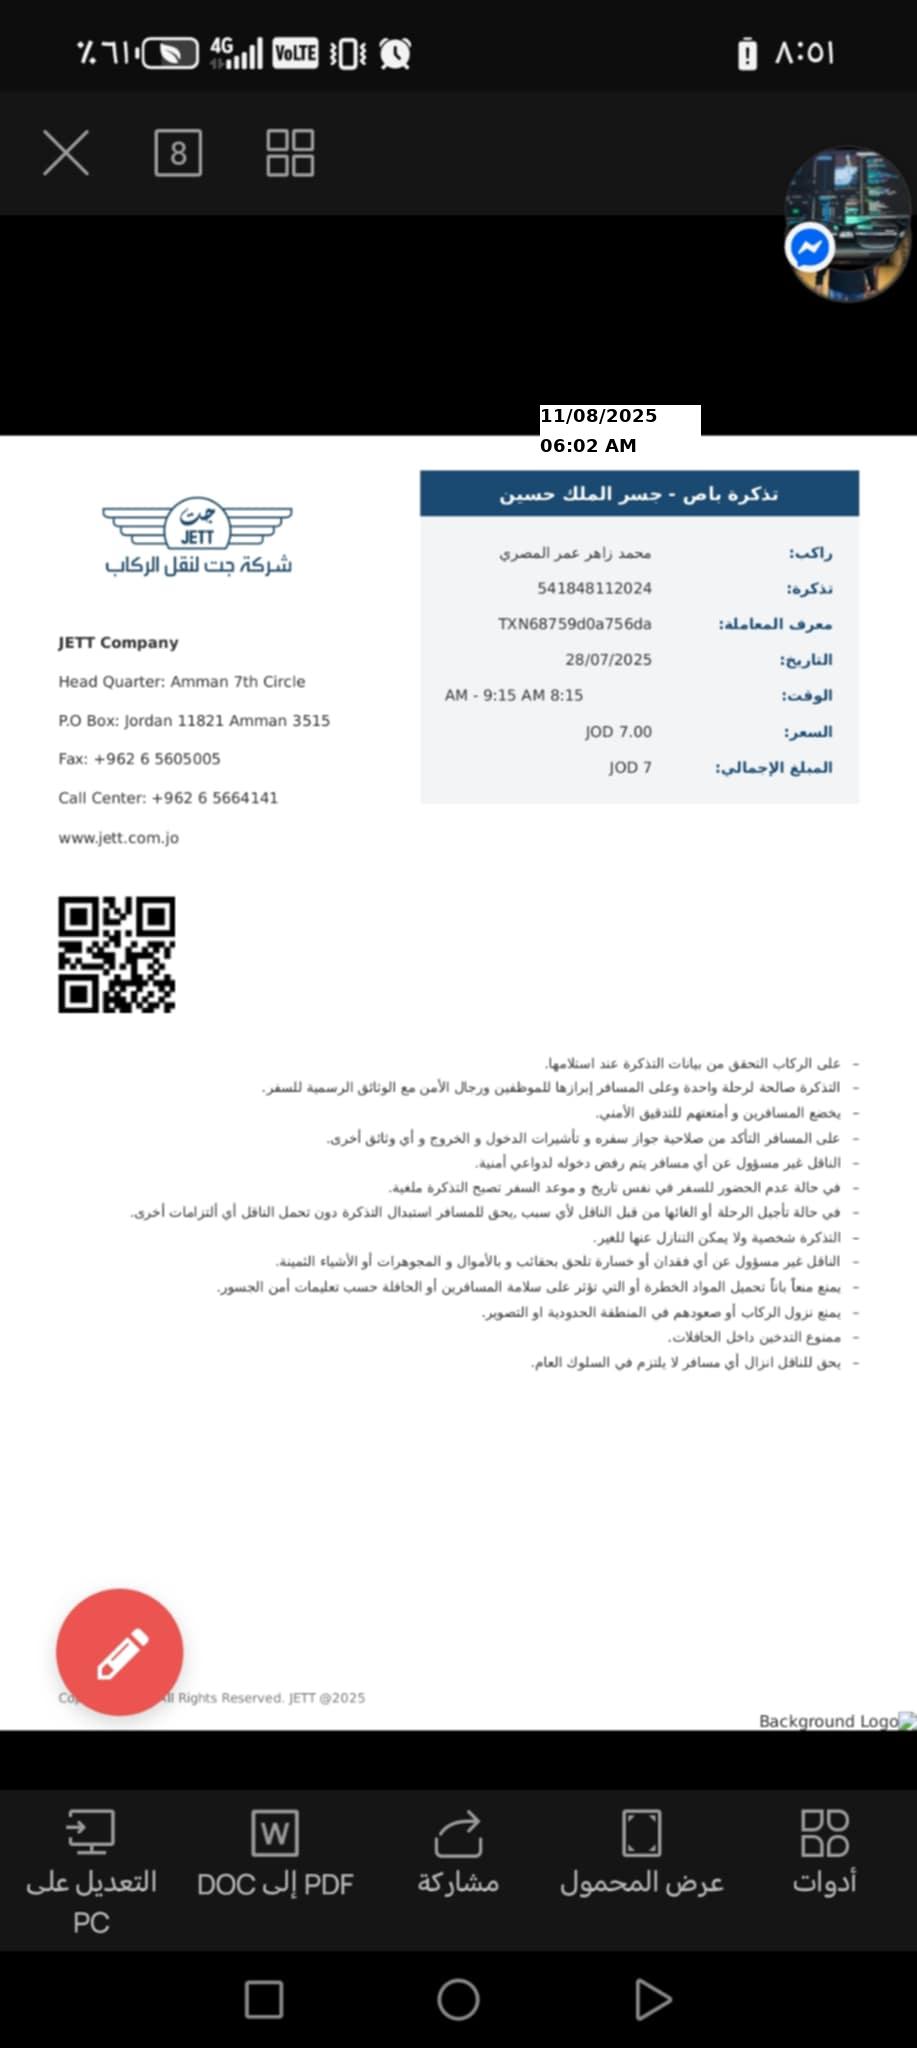 ٪٦١ 4G VoLTE ٨:٥١
8
11/08/2025
06:02 AM
تذكرة باص - جسر الملك حسين
راكب: محمد زاهر عمر المصري
تذكرة: 541848112024
معرف المعاملة: TXN68759d0a756da
التاريخ: 28/07/2025
الوقت: AM - 9:15 AM 8:15
السعر: JOD 7.00
المبلغ الإجمالي: JOD 7
جت
JETT
شركة جت لنقل الركاب
JETT Company
Head Quarter: Amman 7th Circle
P.O Box: Jordan 11821 Amman 3515
Fax: +962 6 5605005
Call Center: +962 6 5664141
www.jett.com.jo
- على الركاب التحقق من بيانات التذكرة عند استلامها.
- التذكرة صالحة لرحلة واحدة وعلى المسافر إبرازها للموظفين ورجال الأمن مع الوثائق الرسمية للسفر.
- يخضع المسافرين و أمتعتهم للتدقيق الأمني.
- على المسافر التأكد من صلاحية جواز سفره و تأشيرات الدخول و الخروج و أي وثائق أخرى.
- الناقل غير مسؤول عن أي مسافر يتم رفض دخوله لدواعي أمنية.
- في حالة عدم الحضور للسفر في نفس تاريخ و موعد السفر تصبح التذكرة ملغية.
- في حالة تأجيل الرحلة أو الغائها من قبل الناقل لأي سبب ,يحق للمسافر استبدال التذكرة دون تحمل الناقل أي ألتزامات أخرى.
- التذكرة شخصية ولا يمكن التنازل عنها للغير.
- الناقل غير مسؤول عن أي فقدان أو خسارة تلحق بحقائب و بالأموال و المجوهرات أو الأشياء الثمينة.
- يمنع منعاً باتاً تحميل المواد الخطرة أو التي تؤثر على سلامة المسافرين أو الحافلة حسب تعليمات أمن الجسور.
- يمنع نزول الركاب أو صعودهم في المنطقة الحدودية او التصوير.
- ممنوع التدخين داخل الحافلات.
- يحق للناقل انزال أي مسافر لا يلتزم في السلوك العام.
All Rights Reserved. JETT @2025
Background Logo
أدوات
عرض المحمول
مشاركة
PDF إلى DOC
التعديل على
PC